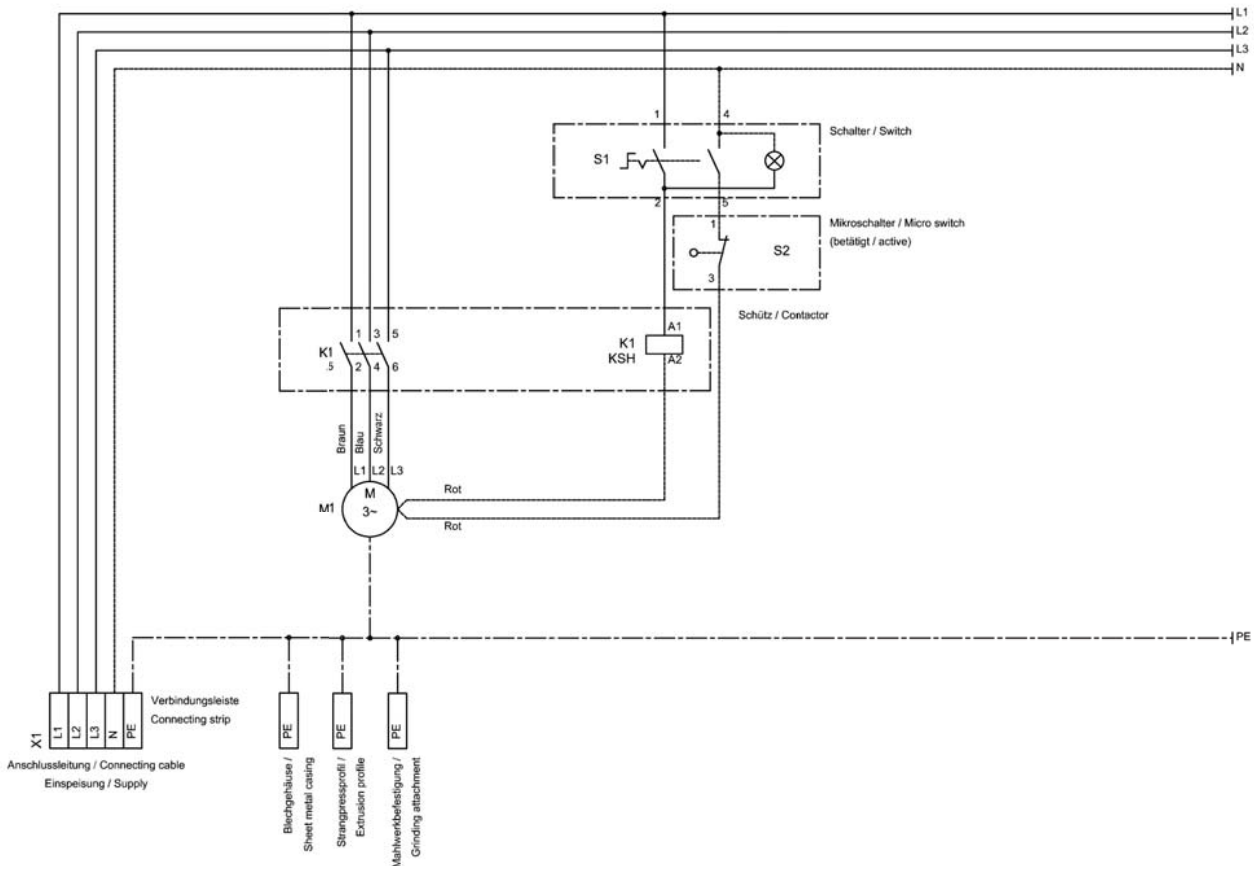 L1
L2
L3
N
1 4
Schalter / Switch
S1
2 5
Mikroschalter / Micro switch
(betätigt / active)
1
S2
3
Schütz / Contactor
1 3 5
K1
.5
2 4 6
A1
K1
KSH
A2
Braun
Blau
Schwarz
L1 L2 L3
M
3~
M1
Rot
Rot
PE
Verbindungsleiste
Connecting strip
X1
L1
L2
L3
N
PE
Anschlussleitung / Connecting cable
Einspeisung / Supply
PE
PE
PE
Blechgehäuse /
Sheet metal casing
Strangpressprofil /
Extrusion profile
Mahlwerkbefestigung /
Grinding attachment